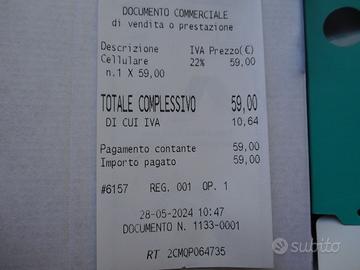 DOCUMENTO COMMERCIALE
di vendita o prestazione
Descrizione IVA Prezzo(€)
Cellulare 22% 59,00
n.1 X 59,00
TOTALE COMPLESSIVO 59,00
DI CUI IVA 10,64
Pagamento contante 59,00
Importo pagato 59,00
#6157 REG. 001 OP. 1
28-05-2024 10:47
DOCUMENTO N. 1133-0001
RT 2CMQP064735
subito